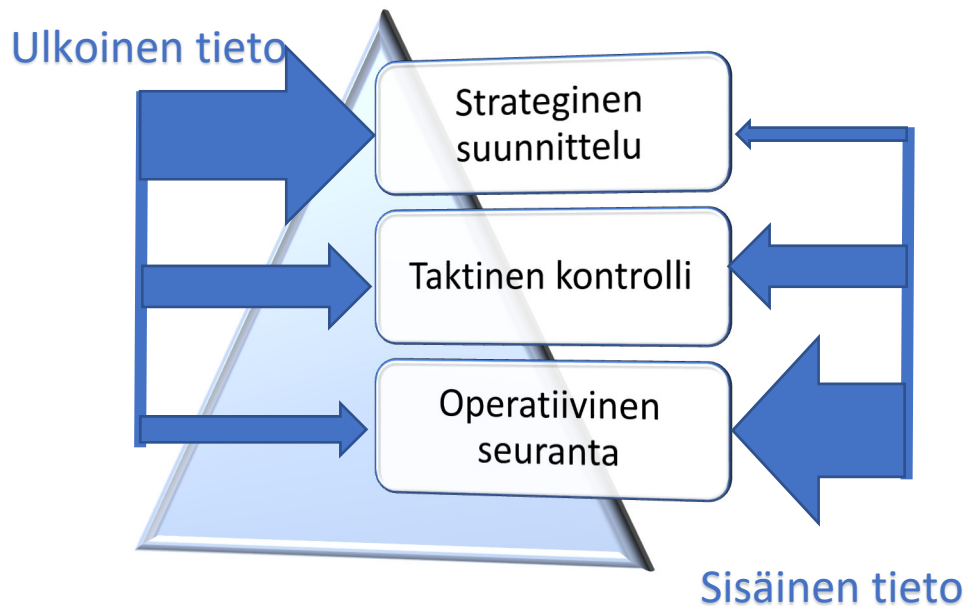 Ulkoinen tieto
Strateginen
suunnittelu
Taktinen kontrolli
Operatiivinen
seuranta
Sisäinen tieto